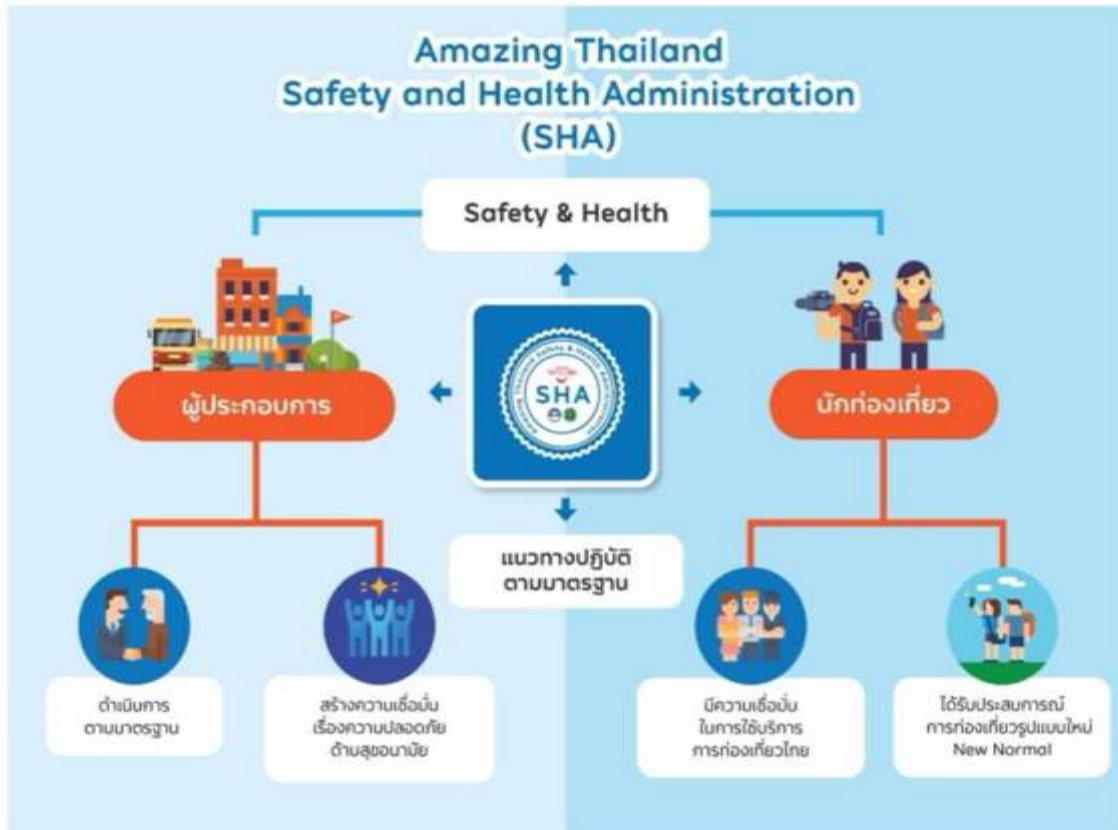 Amazing Thailand
Safety and Health Administration
(SHA)
Safety & Health
ผู้ประกอบการ
SHA
นักท่องเที่ยว
แนวทางปฏิบัติ
ตามมาตรฐาน
ดำเนินการ
ตามมาตรฐาน
สร้างความเชื่อมั่น
เรื่องความปลอดภัย
ด้านสุขอนามัย
มีความเชื่อมั่น
ในการใช้บริการ
การท่องเที่ยวไทย
ได้รับประสบการณ์
การท่องเที่ยวรูปแบบใหม่
New Normal